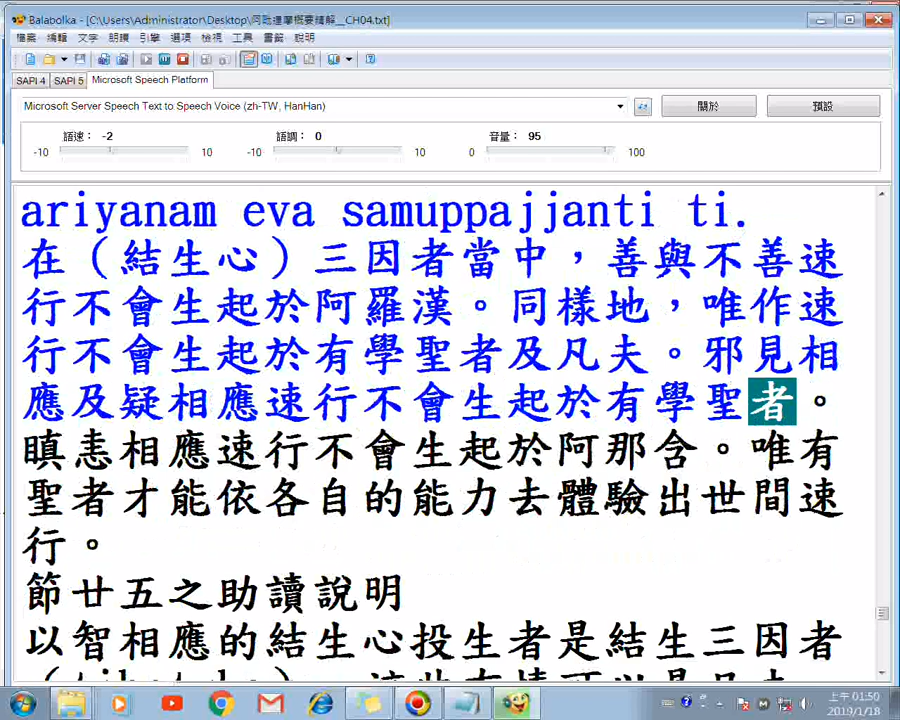 Balabolka - [C:\Users\Administrator\Desktop\阿毗達摩概要精解__CH04.txt]
檔案 編輯 文字 朗讀 引擎 選項 檢視 工具 書籤 說明
SAPI 4 SAPI 5 Microsoft Speech Platform
Microsoft Server Speech Text to Speech Voice (zh-TW, HanHan) 關於 預設
語速： -2 語調： 0 音量： 95
-10 10 -10 10 0 100
ariyanam eva samuppajjanti ti.
在（結生心）三因者當中，善與不善速
行不會生起於阿羅漢。同樣地，唯作速
行不會生起於有學聖者及凡夫。邪見相
應及疑相應速行不會生起於有學聖者。
瞋恚相應速行不會生起於阿那含。唯有
聖者才能依各自的能力去體驗出世間速
行。
節廿五之助讀說明
以智相應的結生心投生者是結生三因者
上午 01:50
2019/1/18